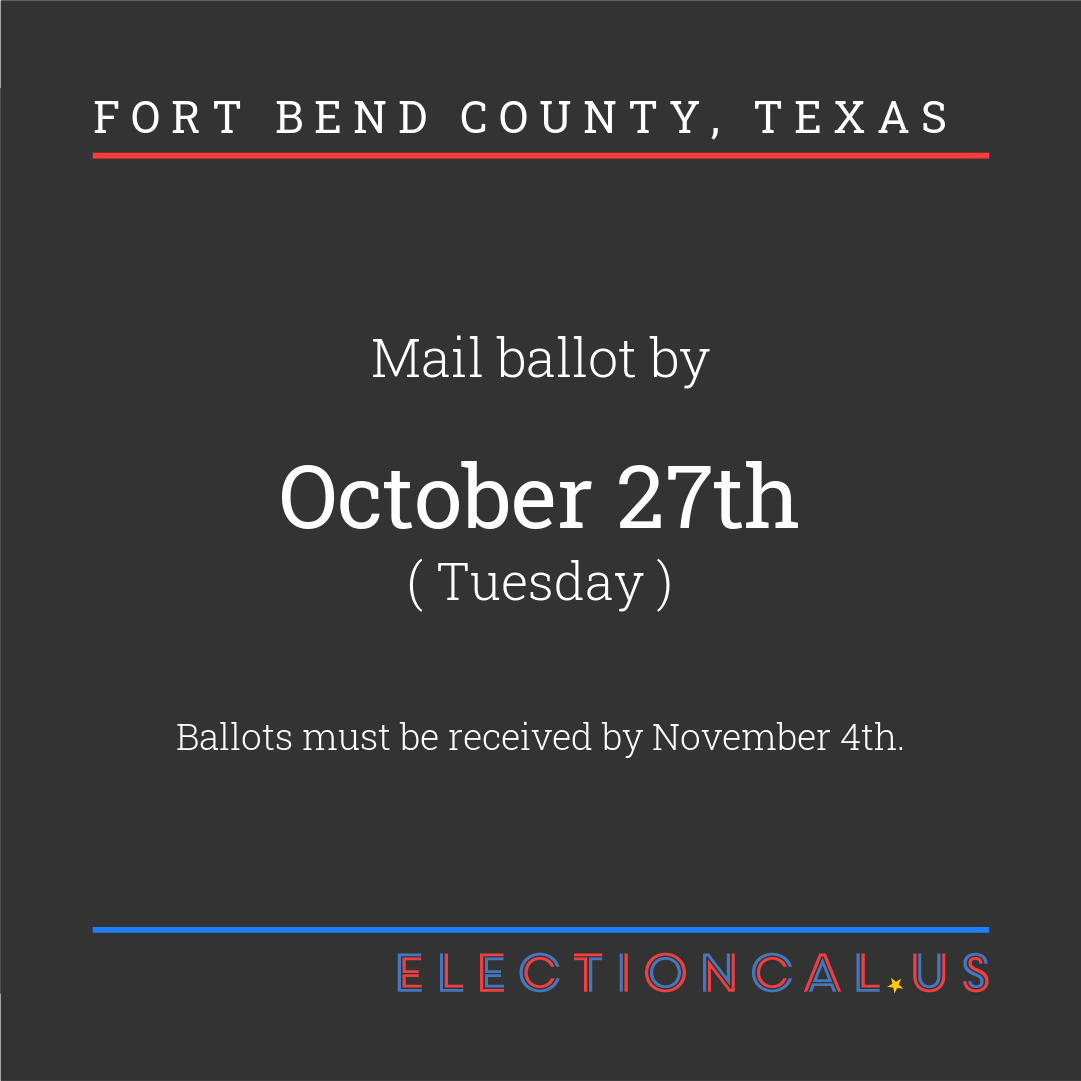 FORT BEND COUNTY, TEXAS
Mail ballot by
October 27th
( Tuesday )
Ballots must be received by November 4th.
ELECTIONCAL.US